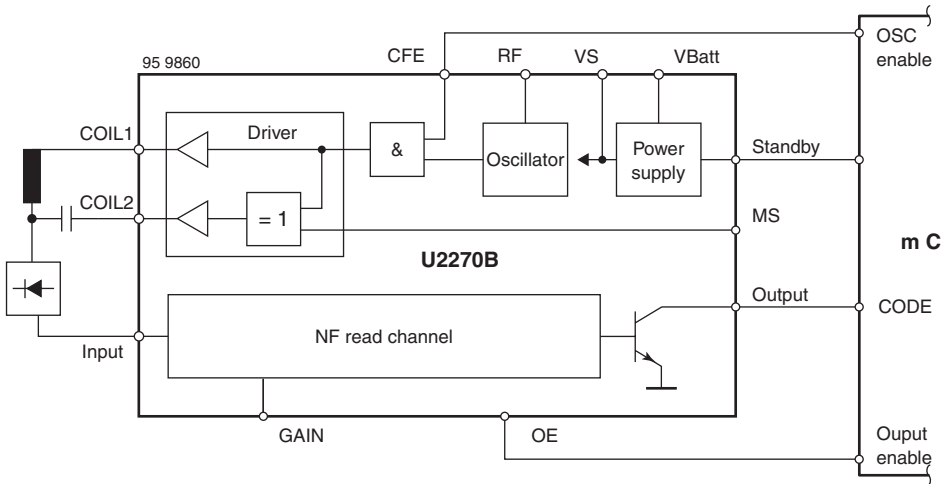 OSC
enable
95 9860
CFE
RF
VS
VBatt
COIL1
Driver
&
Oscillator
Power
supply
Standby
COIL2
= 1
MS
m C
U2270B
Output
CODE
NF read channel
Input
GAIN
OE
Ouput
enable